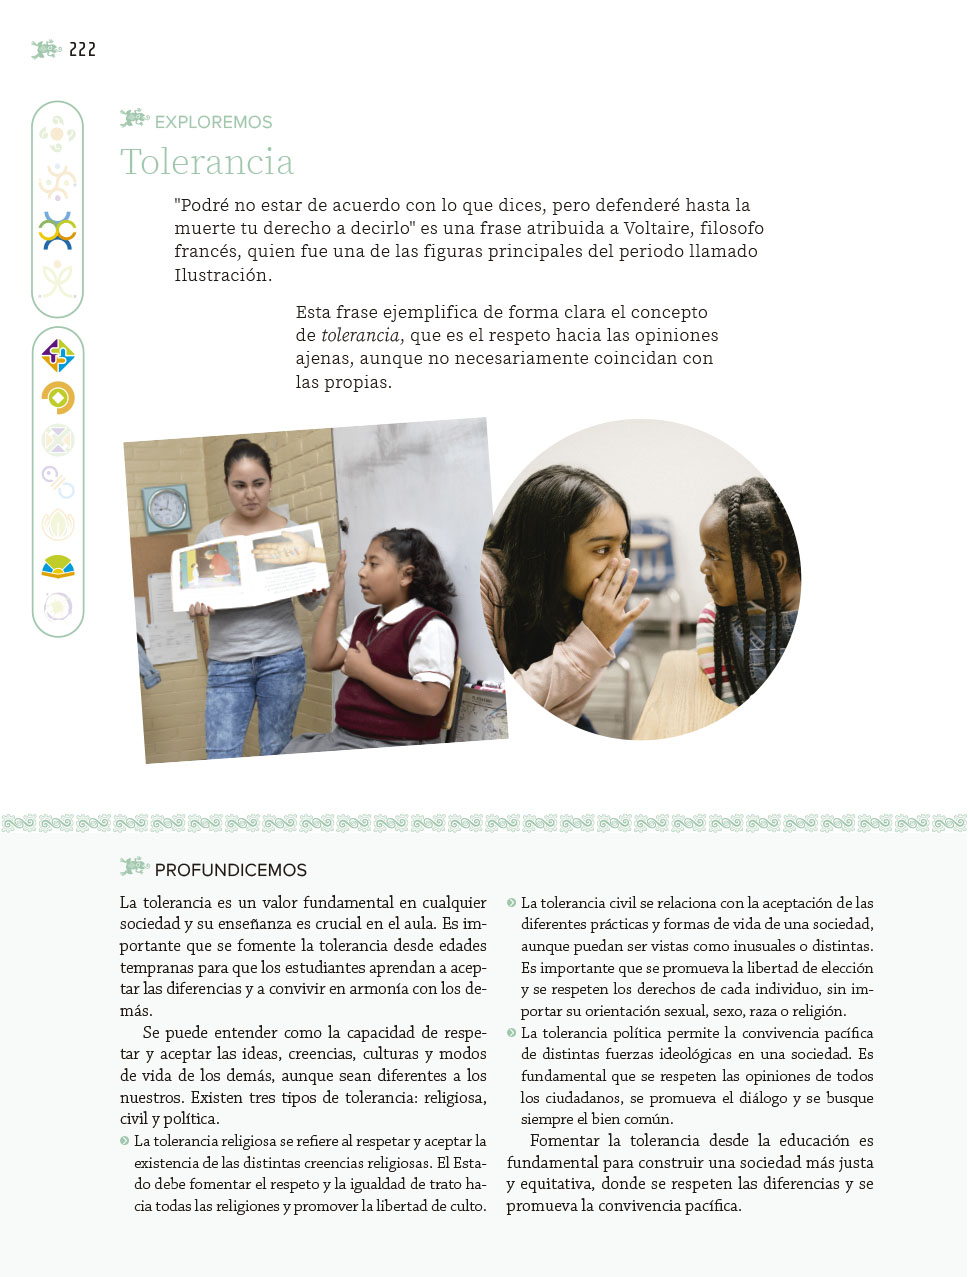 222
EXPLOREMOS
Tolerancia
"Podré no estar de acuerdo con lo que dices, pero defenderé hasta la
muerte tu derecho a decirlo" es una frase atribuida a Voltaire, filosofo
francés, quien fue una de las figuras principales del periodo llamado
Ilustración.
Esta frase ejemplifica de forma clara el concepto
de tolerancia, que es el respeto hacia las opiniones
ajenas, aunque no necesariamente coincidan con
las propias.
PROFUNDICEMOS
La tolerancia es un valor fundamental en cualquier
sociedad y su enseñanza es crucial en el aula. Es im-
portante que se fomente la tolerancia desde edades
tempranas para que los estudiantes aprendan a acep-
tar las diferencias y a convivir en armonía con los de-
más.
Se puede entender como la capacidad de respe-
tar y aceptar las ideas, creencias, culturas y modos
de vida de los demás, aunque sean diferentes a los
nuestros. Existen tres tipos de tolerancia: religiosa,
civil y política.
La tolerancia religiosa se refiere al respetar y aceptar la
existencia de las distintas creencias religiosas. El Esta-
do debe fomentar el respeto y la igualdad de trato ha-
cia todas las religiones y promover la libertad de culto.
La tolerancia civil se relaciona con la aceptación de las
diferentes prácticas y formas de vida de una sociedad,
aunque puedan ser vistas como inusuales o distintas.
Es importante que se promueva la libertad de elección
y se respeten los derechos de cada individuo, sin im-
portar su orientación sexual, sexo, raza o religión.
La tolerancia política permite la convivencia pacífica
de distintas fuerzas ideológicas en una sociedad. Es
fundamental que se respeten las opiniones de todos
los ciudadanos, se promueva el diálogo y se busque
siempre el bien común.
Fomentar la tolerancia desde la educación es
fundamental para construir una sociedad más justa
y equitativa, donde se respeten las diferencias y se
promueva la convivencia pacífica.